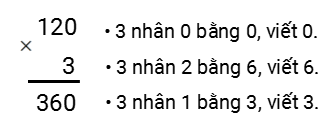 120 • 3 nhân 0 bằng 0, viết 0.
×
3 • 3 nhân 2 bằng 6, viết 6.
360 • 3 nhân 1 bằng 3, viết 3.